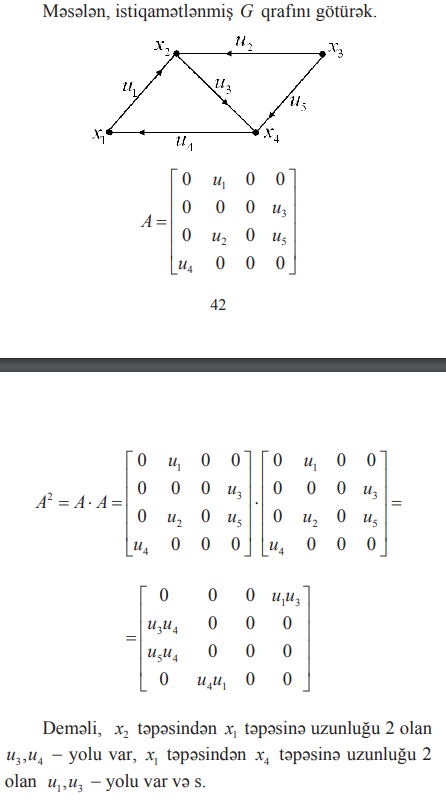 Məsələn, istiqamətlənmiş G qrafını götürək.
x₂ u₂ x₃
u₁ u₃ u₅
x₁ u₄ x₄
0 u₁ 0 0
0 0 0 u₃
A = 0 u₂ 0 u₅
u₄ 0 0 0
42
0 u₁ 0 0 0 u₁ 0 0
0 0 0 u₃ 0 0 0 u₃
A² = A · A = 0 u₂ 0 u₅ · 0 u₂ 0 u₅ =
u₄ 0 0 0 u₄ 0 0 0
0 0 0 u₁u₃
u₃u₄ 0 0 0
= u₅u₄ 0 0 0
0 u₄u₁ 0 0
Deməli, x₂ təpəsindən x₁ təpəsinə uzunluğu 2 olan
u₃,u₄ – yolu var, x₁ təpəsindən x₄ təpəsinə uzunluğu 2
olan u₁,u₃ – yolu var və s.